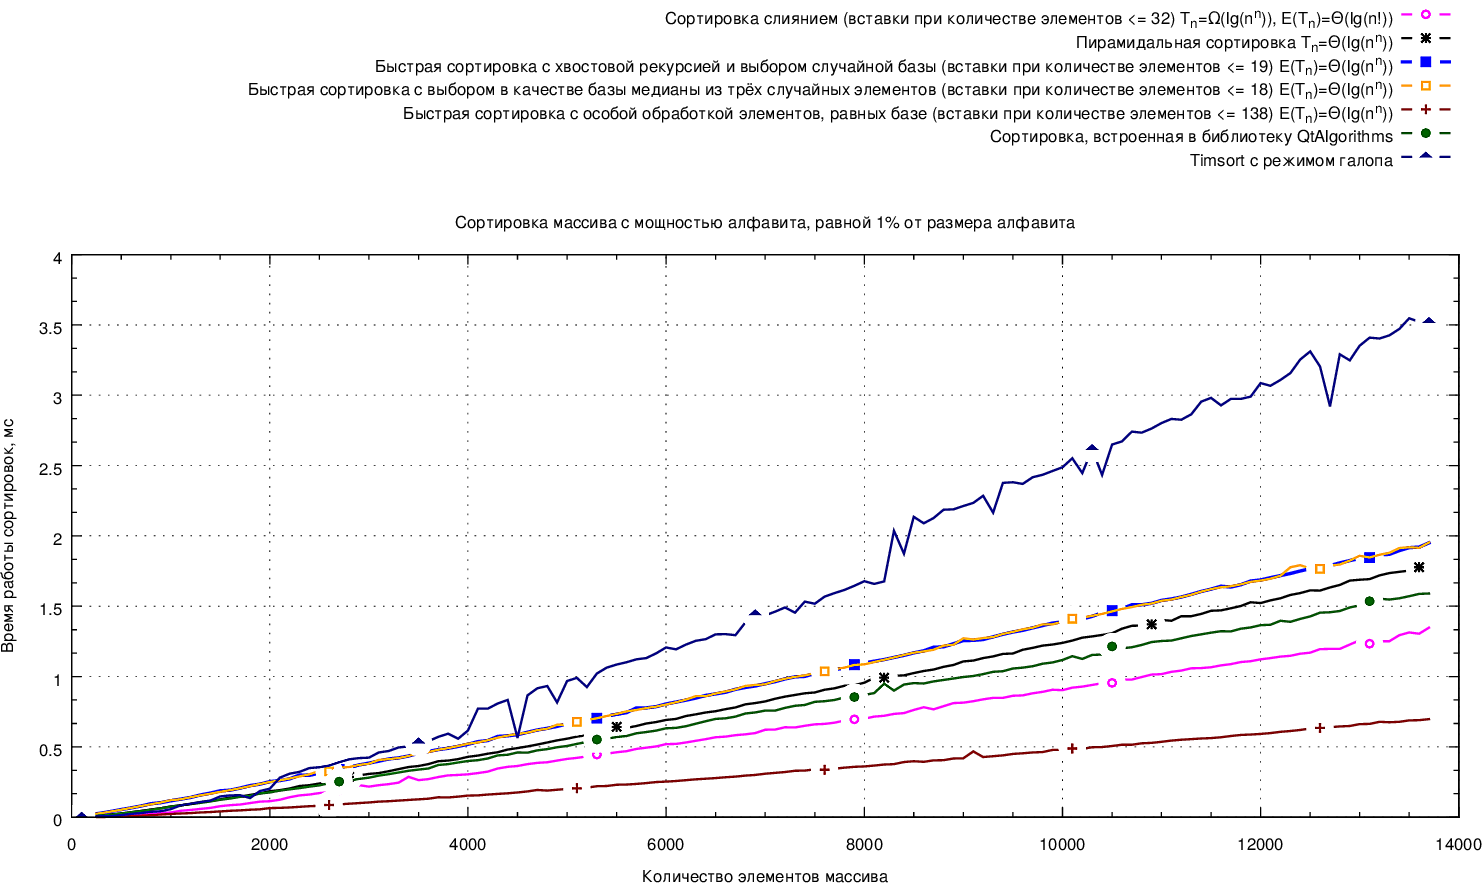 Сортировка слиянием (вставки при количестве элементов <= 32) Tn=Ω(lg(n^n)), E(Tn)=Θ(lg(n!))
Пирамидальная сортировка Tn=Θ(lg(n^n))
Быстрая сортировка с хвостовой рекурсией и выбором случайной базы (вставки при количестве элементов <= 19) E(Tn)=Θ(lg(n^n))
Быстрая сортировка с выбором в качестве базы медианы из трёх случайных элементов (вставки при количестве элементов <= 18) E(Tn)=Θ(lg(n^n))
Быстрая сортировка с особой обработкой элементов, равных базе (вставки при количестве элементов <= 138) E(Tn)=Θ(lg(n^n))
Сортировка, встроенная в библиотеку QtAlgorithms
Timsort с режимом галопа
Сортировка массива с мощностью алфавита, равной 1% от размера алфавита
Время работы сортировок, мс
4
3.5
3
2.5
2
1.5
1
0.5
0
0 2000 4000 6000 8000 10000 12000 14000
Количество элементов массива